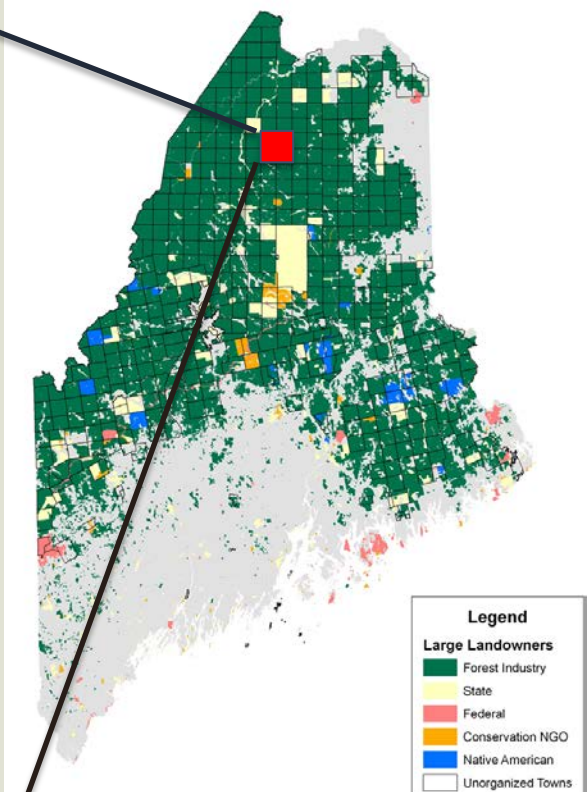 Legend
Large Landowners
Forest Industry
State
Federal
Conservation NGO
Native American
Unorganized Towns